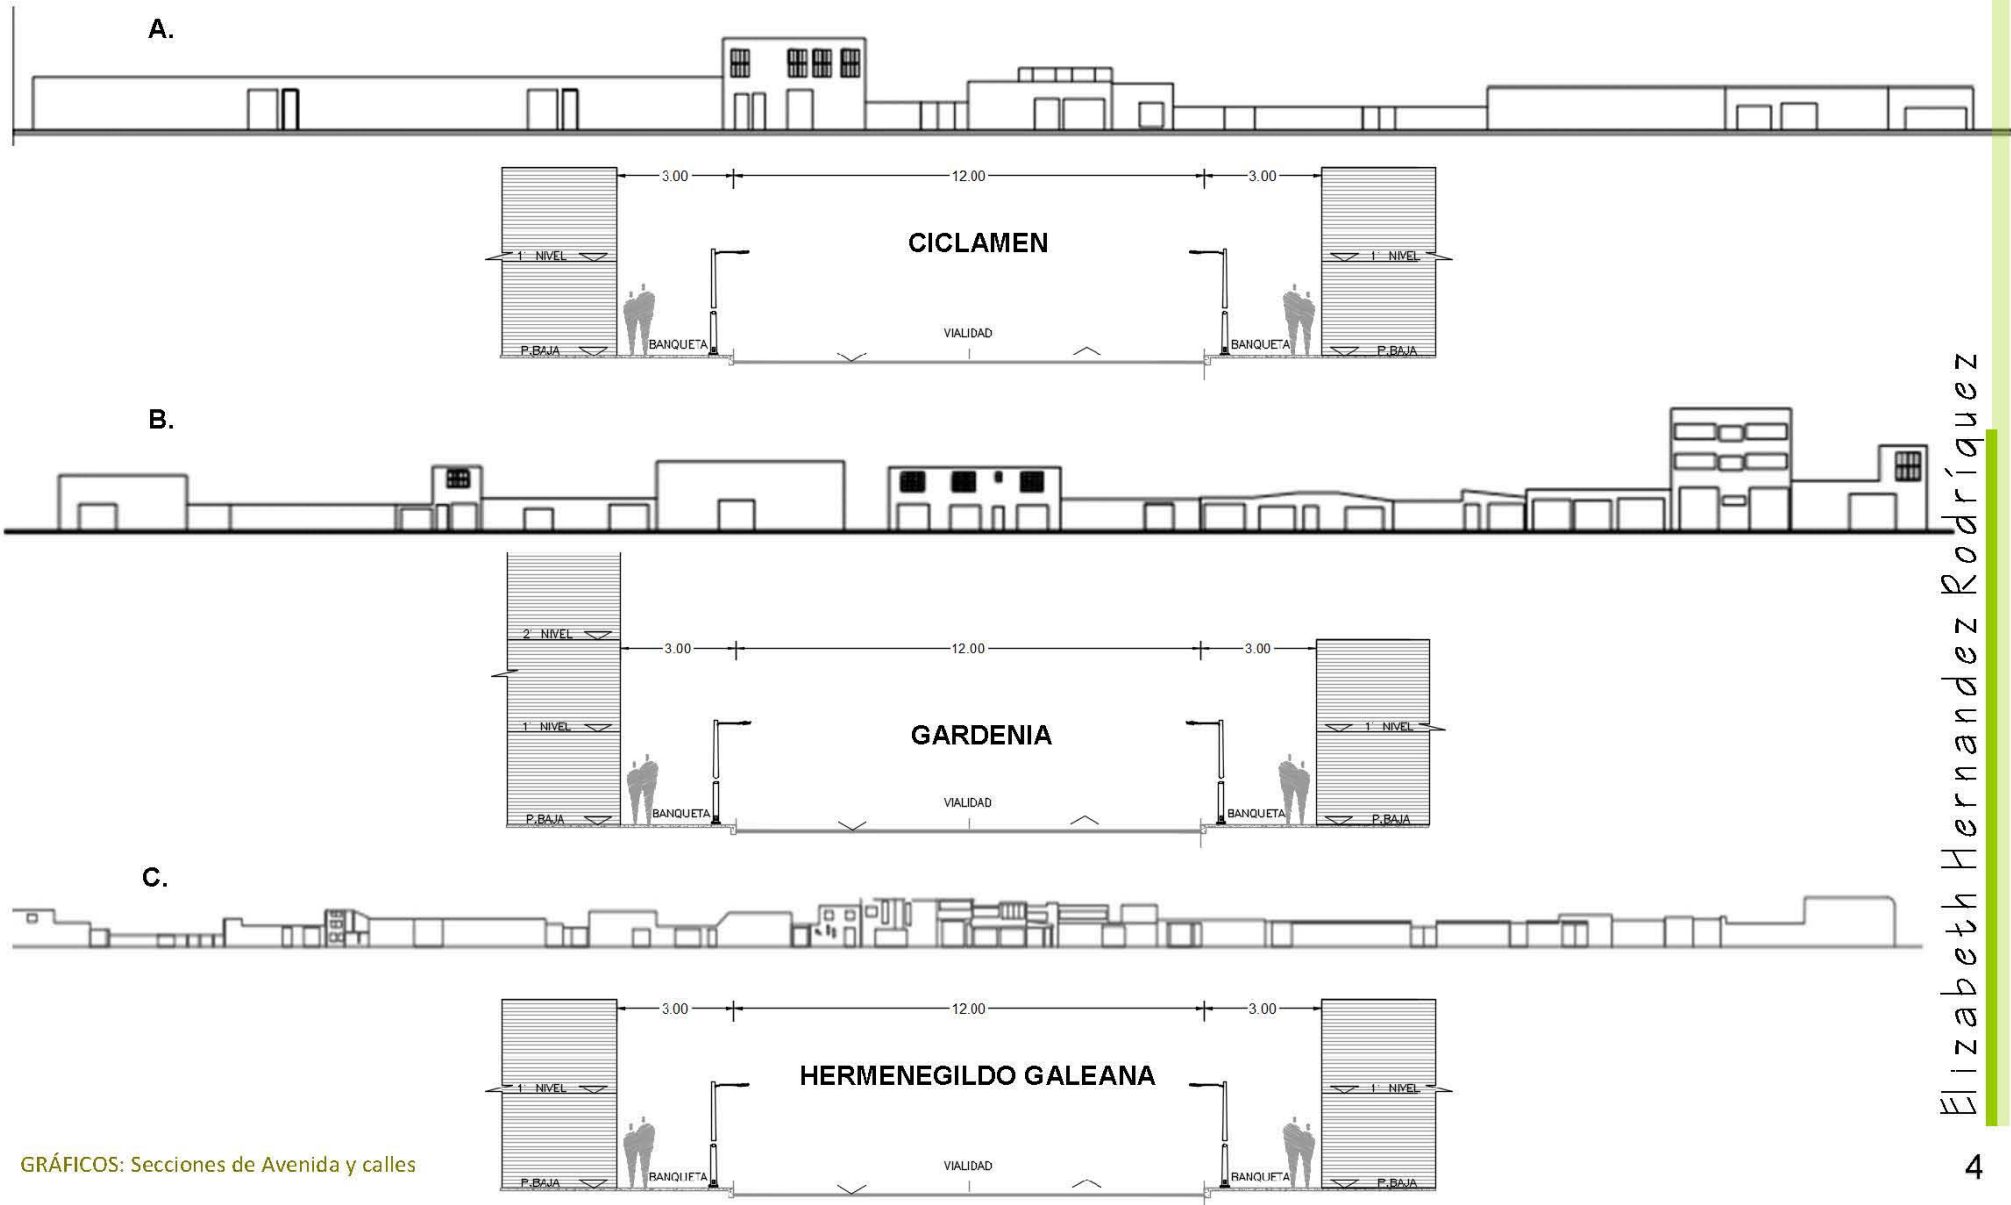 A.
3.00 12.00 3.00
CICLAMEN
1' NIVEL 1' NIVEL
VIALIDAD
BANQUETA BANQUETA
P.BAJA P.BAJA
B.
2' NIVEL
3.00 12.00 3.00
1' NIVEL 1' NIVEL
GARDENIA
VIALIDAD
BANQUETA BANQUETA
P.BAJA P.BAJA
C.
3.00 12.00 3.00
HERMENEGILDO GALEANA
1' NIVEL 1' NIVEL
VIALIDAD
BANQUETA BANQUETA
P.BAJA P.BAJA
GRÁFICOS: Secciones de Avenida y calles
Elizabeth Hernandez Rodríquez
4